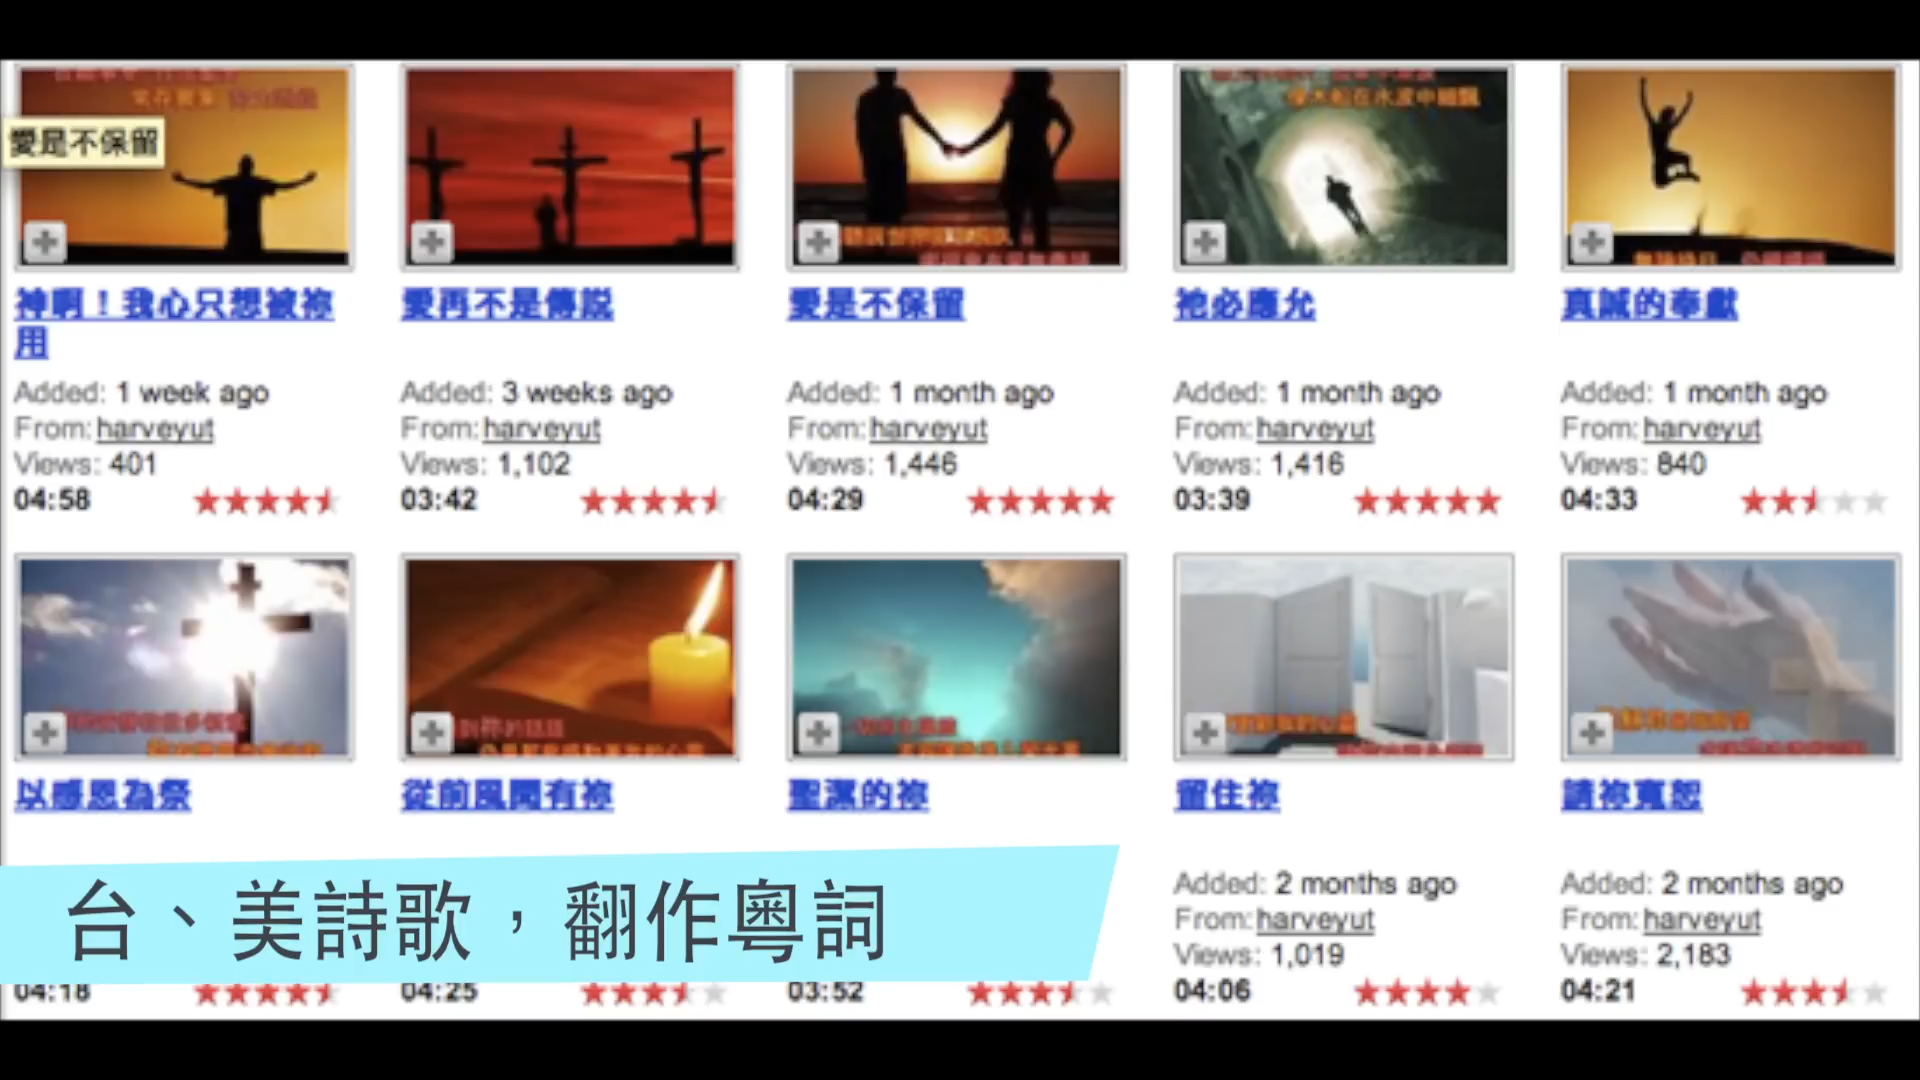 愛是不保留
神啊！我心只想被祢
用
Added: 1 week ago
From: harveyut
Views: 401
04:58
愛再不是傳説
Added: 3 weeks ago
From: harveyut
Views: 1,102
03:42
愛是不保留
Added: 1 month ago
From: harveyut
Views: 1,446
04:29
祂必應允
Added: 1 month ago
From: harveyut
Views: 1,416
03:39
真誠的奉獻
Added: 1 month ago
From: harveyut
Views: 840
04:33
以感恩為祭
04:18
從前風聞有祢
04:25
聖潔的祢
03:52
留住祢
Added: 2 months ago
From: harveyut
Views: 1,019
04:06
請祢寬恕
Added: 2 months ago
From: harveyut
Views: 2,183
04:21
台、美詩歌，翻作粵詞